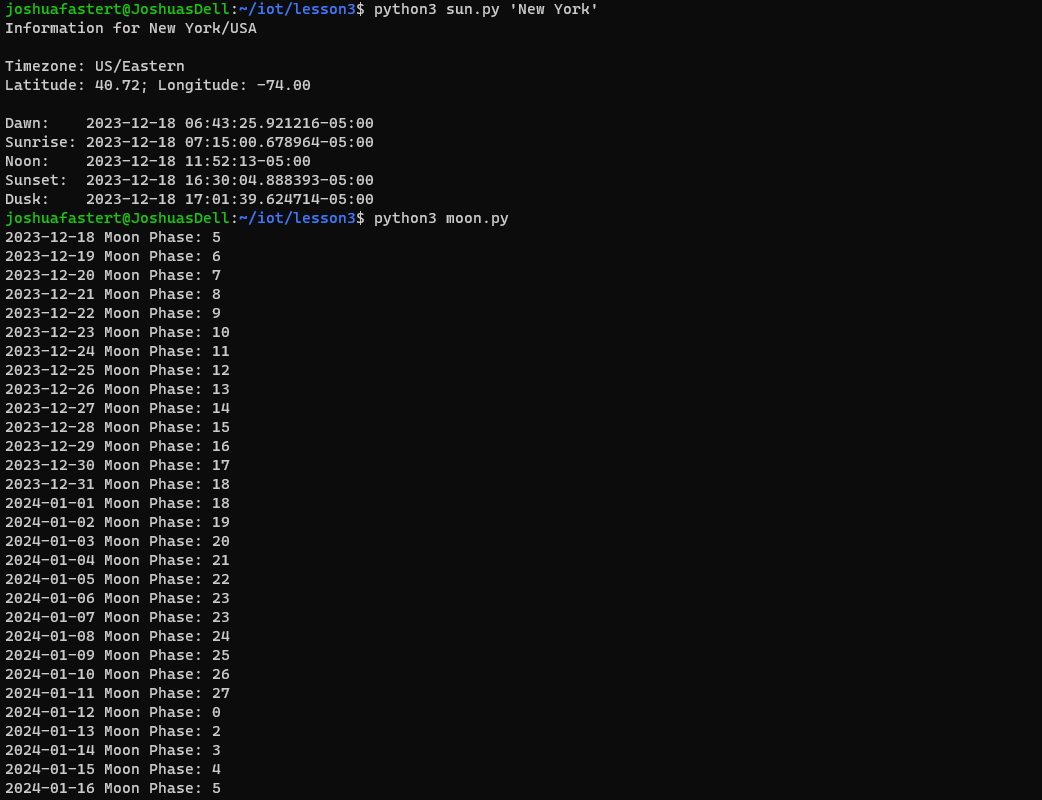 joshuafastert@JoshuasDell:~/iot/lesson3$ python3 sun.py 'New York'
Information for New York/USA

Timezone: US/Eastern
Latitude: 40.72; Longitude: -74.00

Dawn:    2023-12-18 06:43:25.921216-05:00
Sunrise: 2023-12-18 07:15:00.678964-05:00
Noon:    2023-12-18 11:52:13-05:00
Sunset:  2023-12-18 16:30:04.888393-05:00
Dusk:    2023-12-18 17:01:39.624714-05:00
joshuafastert@JoshuasDell:~/iot/lesson3$ python3 moon.py
2023-12-18 Moon Phase: 5
2023-12-19 Moon Phase: 6
2023-12-20 Moon Phase: 7
2023-12-21 Moon Phase: 8
2023-12-22 Moon Phase: 9
2023-12-23 Moon Phase: 10
2023-12-24 Moon Phase: 11
2023-12-25 Moon Phase: 12
2023-12-26 Moon Phase: 13
2023-12-27 Moon Phase: 14
2023-12-28 Moon Phase: 15
2023-12-29 Moon Phase: 16
2023-12-30 Moon Phase: 17
2023-12-31 Moon Phase: 18
2024-01-01 Moon Phase: 18
2024-01-02 Moon Phase: 19
2024-01-03 Moon Phase: 20
2024-01-04 Moon Phase: 21
2024-01-05 Moon Phase: 22
2024-01-06 Moon Phase: 23
2024-01-07 Moon Phase: 23
2024-01-08 Moon Phase: 24
2024-01-09 Moon Phase: 25
2024-01-10 Moon Phase: 26
2024-01-11 Moon Phase: 27
2024-01-12 Moon Phase: 0
2024-01-13 Moon Phase: 2
2024-01-14 Moon Phase: 3
2024-01-15 Moon Phase: 4
2024-01-16 Moon Phase: 5